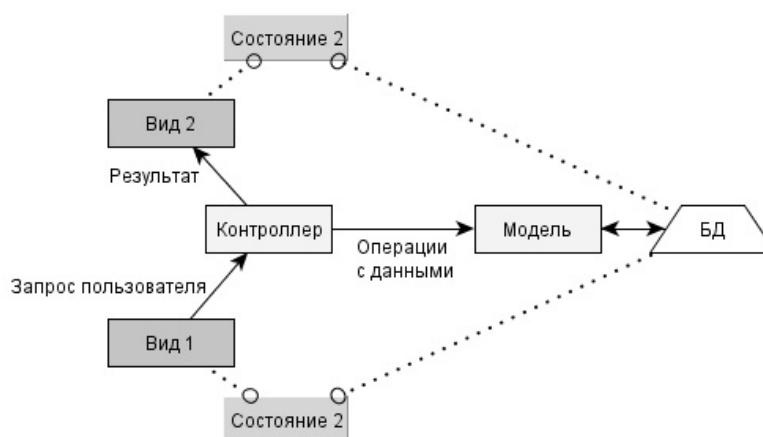 Состояние 2
Вид 2
Результат
Контроллер
Модель
БД
Операции
с данными
Запрос пользователя
Вид 1
Состояние 2